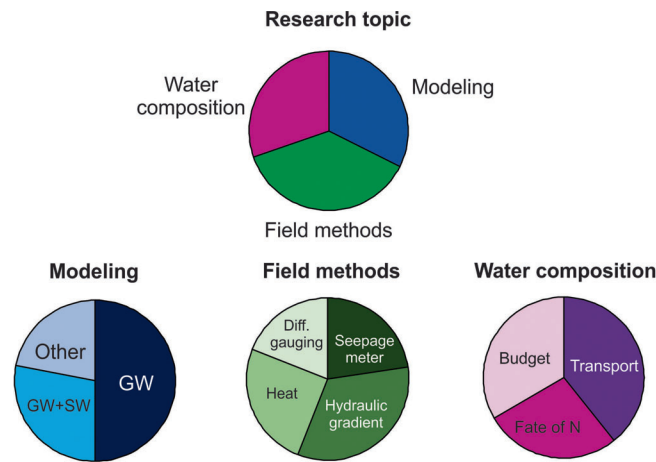 Research topic
Water
composition
Modeling
Field methods
Modeling
Field methods
Water composition
Other
GW
GW+SW
Diff.
gauging
Seepage
meter
Heat
Hydraulic
gradient
Budget
Transport
Fate of N